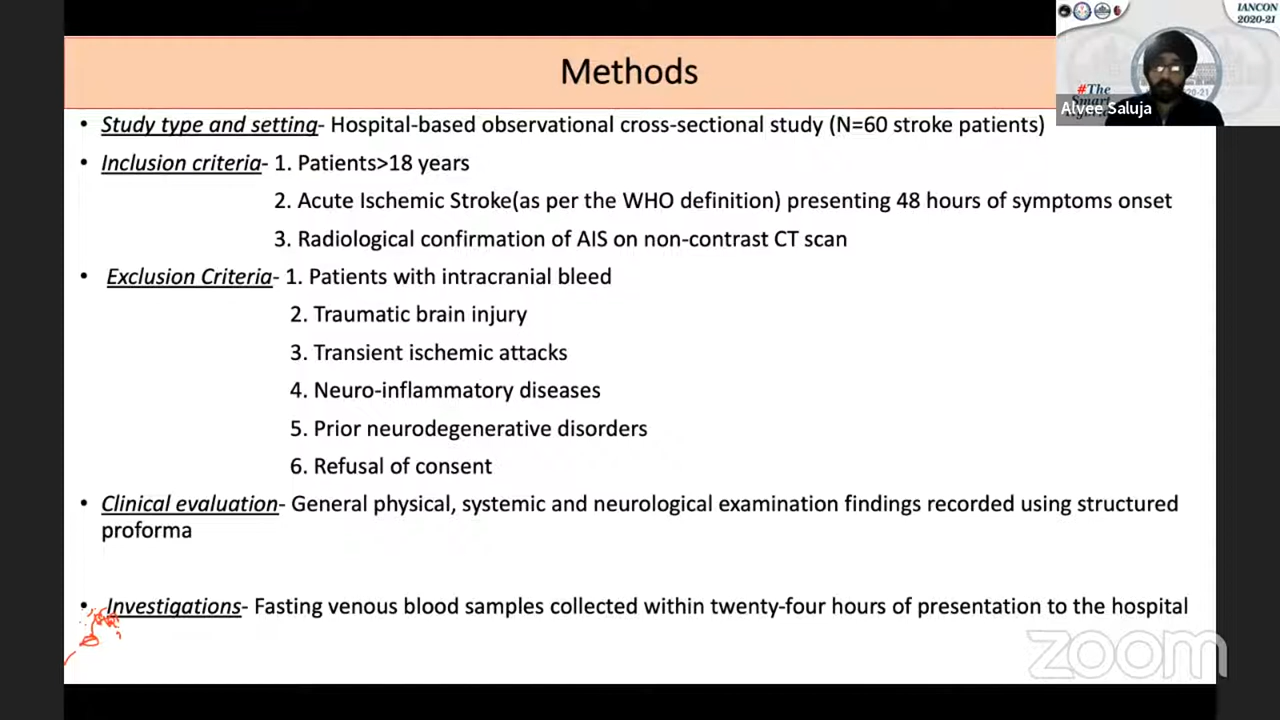 IANCON
2020-21
Methods
#The
Smart
Alvee Saluja
• Study type and setting- Hospital-based observational cross-sectional study (N=60 stroke patients)
• Inclusion criteria- 1. Patients>18 years
2. Acute Ischemic Stroke(as per the WHO definition) presenting 48 hours of symptoms onset
3. Radiological confirmation of AIS on non-contrast CT scan
• Exclusion Criteria- 1. Patients with intracranial bleed
2. Traumatic brain injury
3. Transient ischemic attacks
4. Neuro-inflammatory diseases
5. Prior neurodegenerative disorders
6. Refusal of consent
• Clinical evaluation- General physical, systemic and neurological examination findings recorded using structured
proforma
• Investigations- Fasting venous blood samples collected within twenty-four hours of presentation to the hospital
zoom